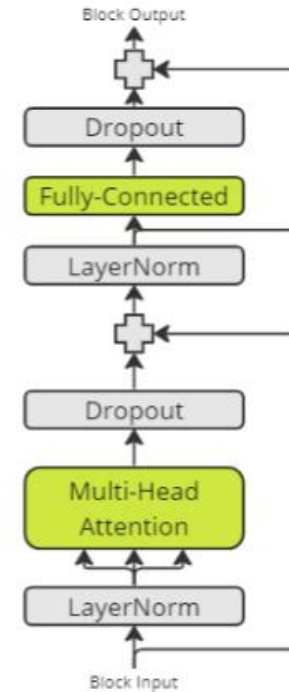 Block Output
Dropout
Fully-Connected
LayerNorm
Dropout
Multi-Head
Attention
LayerNorm
Block Input